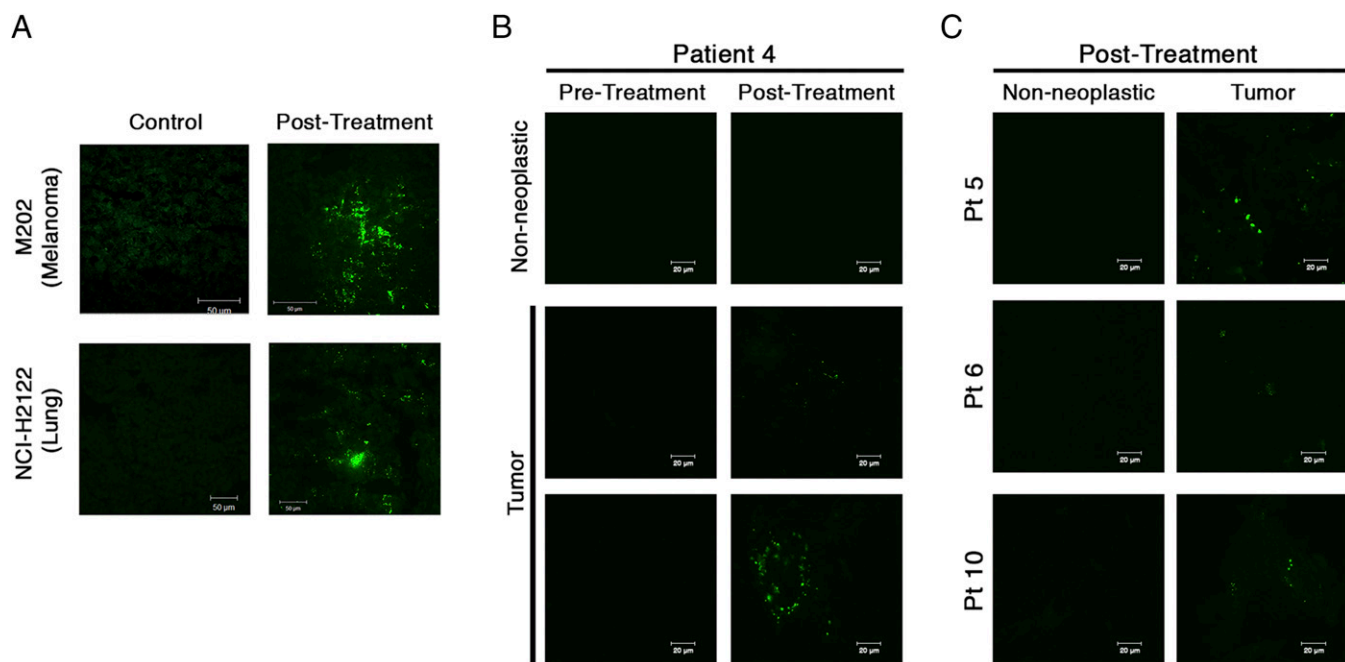 A
Control
Post-Treatment
M202
(Melanoma)
50 µm
50 µm
NCI-H2122
(Lung)
50 µm
50 µm
B
Patient 4
Pre-Treatment
Post-Treatment
Non-neoplastic
20 µm
20 µm
Tumor
20 µm
20 µm
20 µm
20 µm
C
Post-Treatment
Non-neoplastic
Tumor
Pt 5
20 µm
20 µm
Pt 6
20 µm
20 µm
Pt 10
20 µm
20 µm